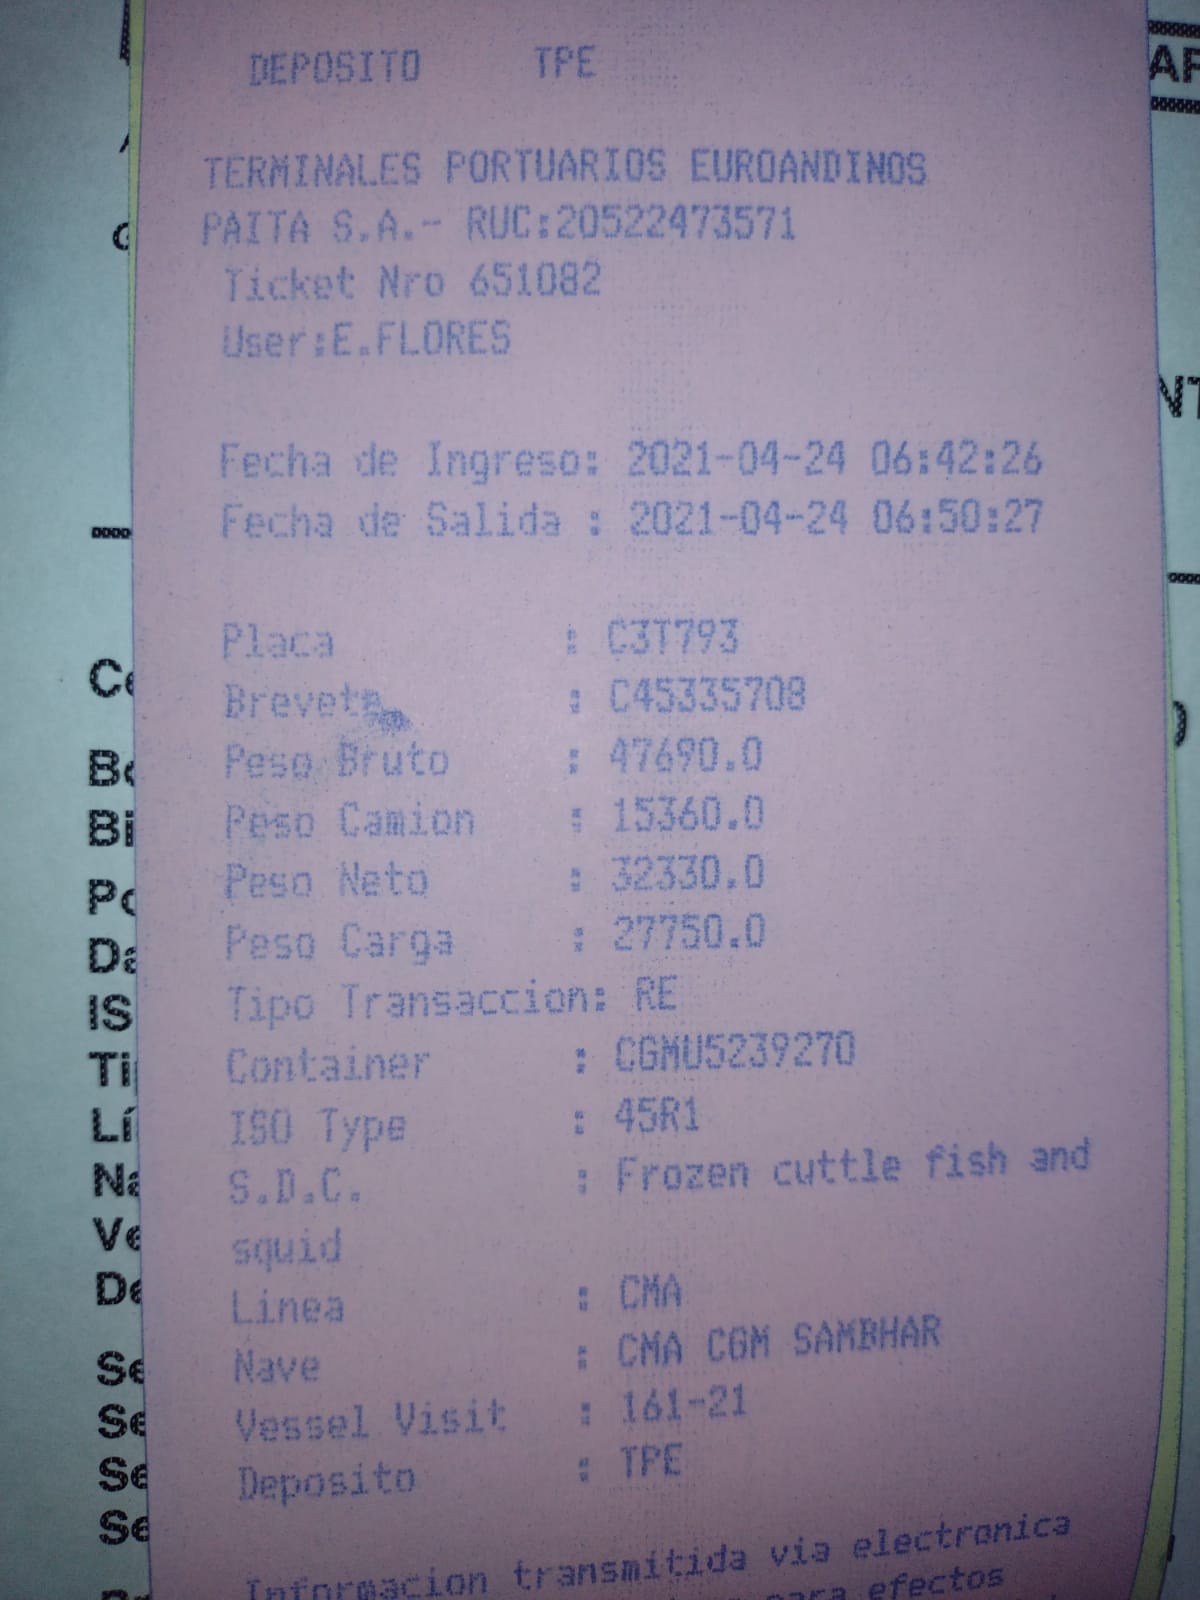 DEPOSITO TPE
TERMINALES PORTUARIOS EUROANDINOS
PAITA S.A.- RUC:20522473571
Ticket Nro 651082
User:E.FLORES
Fecha de Ingreso: 2021-04-24 06:42:26
Fecha de Salida : 2021-04-24 06:50:27
Placa : C3T793
Brevete : C45335708
Peso Bruto : 47690.0
Peso Camion : 15360.0
Peso Neto : 32330.0
Peso Carga : 27750.0
Tipo Transaccion: RE
Container : CGMU5239270
ISO Type : 45R1
S.D.C. : Frozen cuttle fish and
squid
Linea : CMA
Nave : CMA CGM SAMBHAR
Vessel Visit : 161-21
Deposito : TPE
Informacion transmitida via electronica
para efectos